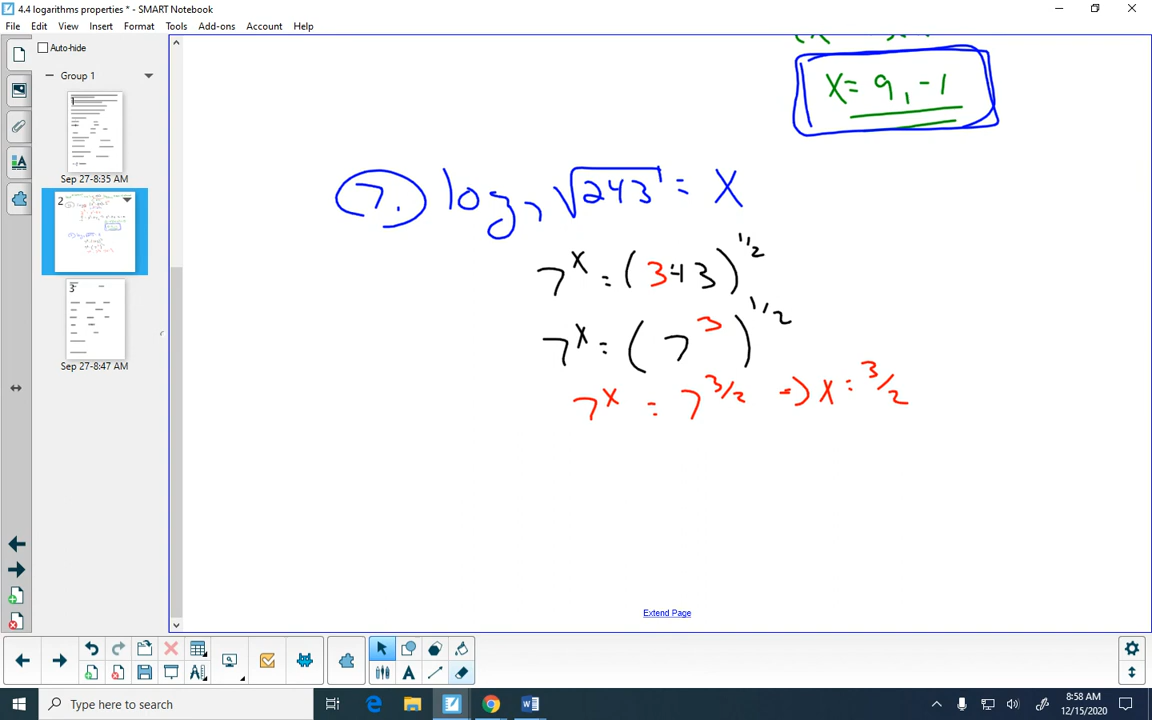 4.4 logarithms properties * - SMART Notebook
File Edit View Insert Format Tools Add-ons Account Help
Auto-hide
Group 1
1
Sep 27-8:35 AM
2
3
Sep 27-8:47 AM
x = 9, -1
7. log₇ √243 = X
7^x = (343)^1/2
7^x = (7^3)^1/2
7^x = 7^3/2 => x = 3/2
Extend Page
Type here to search
8:58 AM
12/15/2020